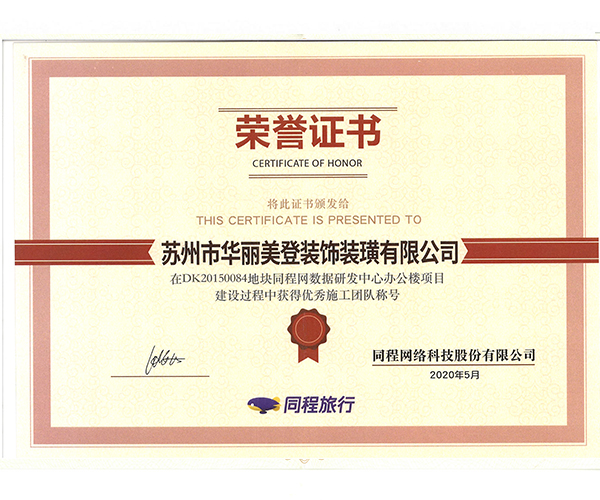 荣誉证书
CERTIFICATE OF HONOR
将此证书颁发给
THIS CERTIFICATE IS PRESENTED TO
苏州市华丽美登装饰装璜有限公司
在DK20150084地块同程网数据研发中心办公楼项目
建设过程中获得优秀施工团队称号
同程网络科技股份有限公司
2020年5月
同程旅行